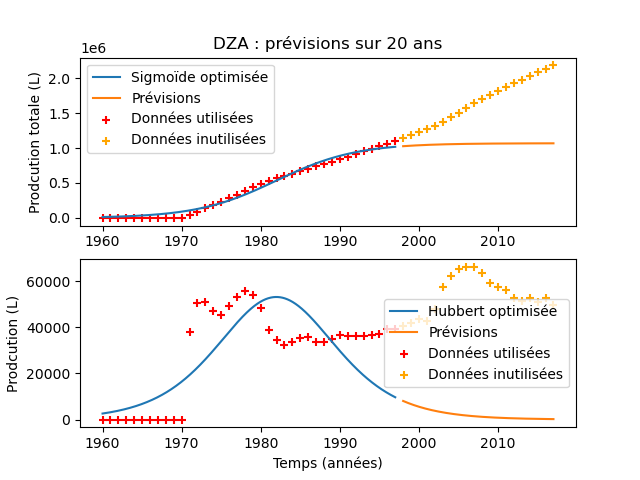 DZA : prévisions sur 20 ans
1e6
Prodcution totale (L)
2.0
1.5
1.0
0.5
0.0
Sigmoïde optimisée
Prévisions
Données utilisées
Données inutilisées
1960 1970 1980 1990 2000 2010
Prodcution (L)
60000
40000
20000
0
Hubbert optimisée
Prévisions
Données utilisées
Données inutilisées
1960 1970 1980 1990 2000 2010
Temps (années)